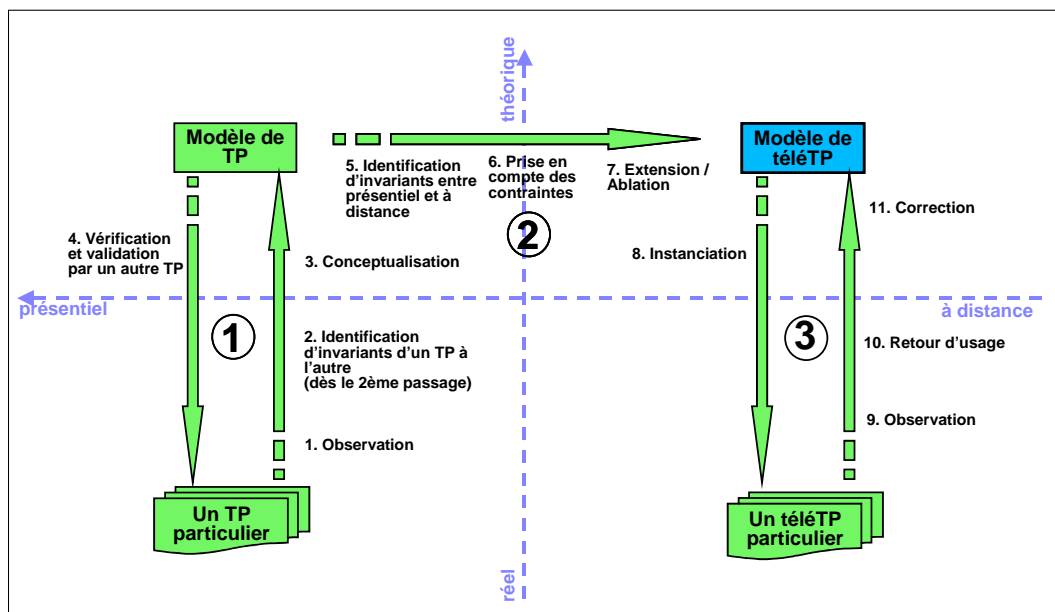 théorique
Modèle de
TP
Modèle de
téléTP
5. Identification
d'invariants entre
présentiel et à
distance
6. Prise en
compte des
contraintes
7. Extension /
Ablation
2
4. Vérification
et validation
par un autre TP
3. Conceptualisation
8. Instanciation
11. Correction
présentiel
à distance
1
2. Identification
d'invariants d'un TP à
l'autre
(dès le 2ème passage)
3
10. Retour d'usage
1. Observation
9. Observation
Un TP
particulier
Un téléTP
particulier
réel